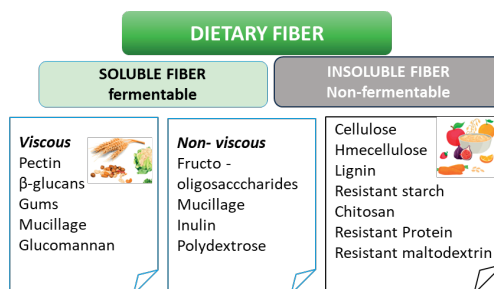 DIETARY FIBER
SOLUBLE FIBER
fermentable
INSOLUBLE FIBER
Non-fermentable
Viscous
Pectin
β-glucans
Gums
Mucillage
Glucomannan
Non- viscous
Fructo -
oligosacccharides
Mucillage
Inulin
Polydextrose
Cellulose
Hmecellulose
Lignin
Resistant starch
Chitosan
Resistant Protein
Resistant maltodextrin